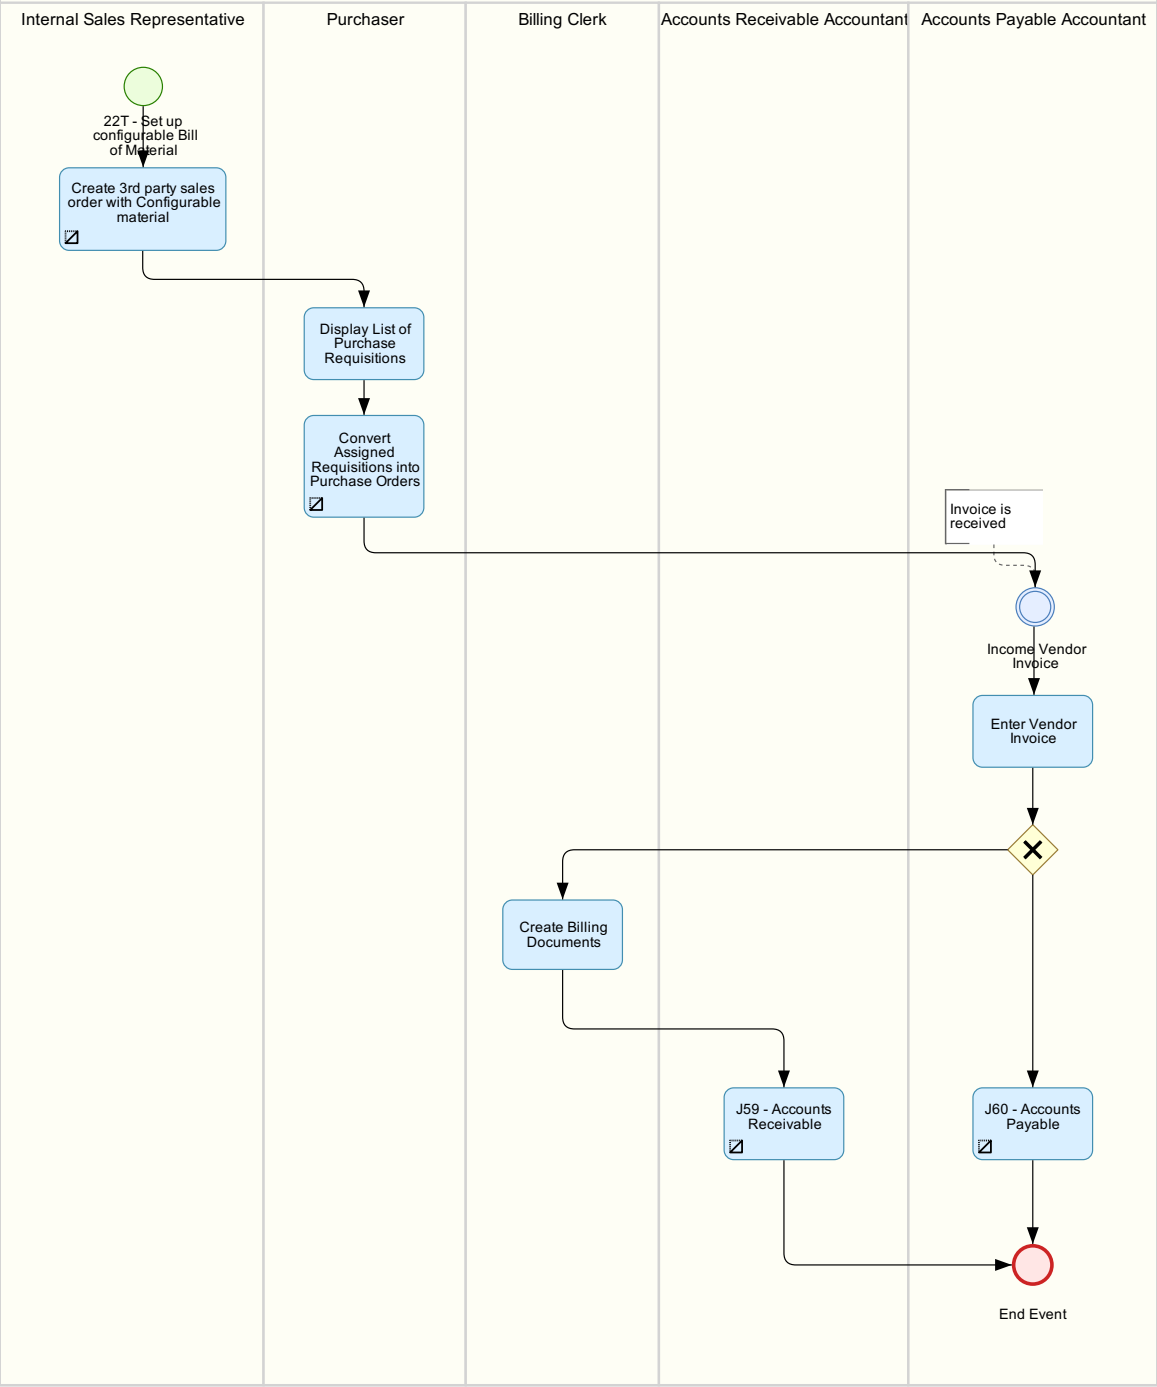 Internal Sales Representative
Purchaser
Billing Clerk
Accounts Receivable Accountant
Accounts Payable Accountant
22T - Set up
configurable Bill
of Material
Create 3rd party sales
order with Configurable
material
Display List of
Purchase
Requisitions
Convert
Assigned
Requisitions into
Purchase Orders
Invoice is
received
Income Vendor
Invoice
Enter Vendor
Invoice
Create Billing
Documents
J59 - Accounts
Receivable
J60 - Accounts
Payable
End Event